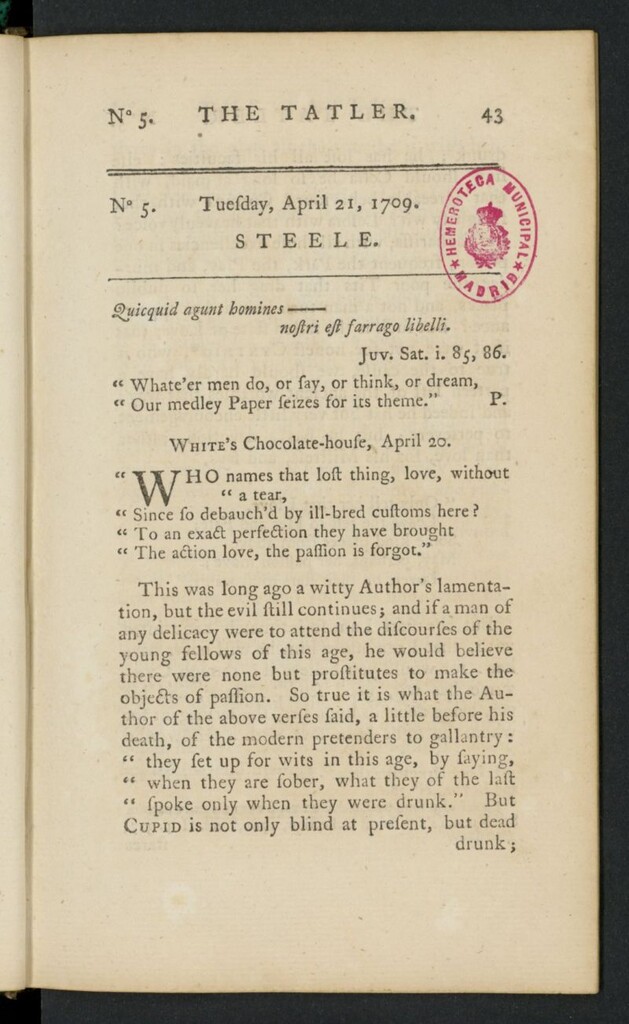 Nº 5. THE TATLER. 43
Nº 5. Tueſday, April 21, 1709.
STEELE.
HEMEROTECA MUNICIPAL
★ MADRID ★
Quicquid agunt homines ——
noſtri eſt farrago libelli.
Juv. Sat. i. 85, 86.
“ Whate'er men do, or ſay, or think, or dream,
“ Our medley Paper ſeizes for its theme.” P.
WHITE's Chocolate-houſe, April 20.
“ WHO names that loſt thing, love, without
“ a tear,
“ Since ſo debauch'd by ill-bred cuſtoms here?
“ To an exact perfection they have brought
“ The action love, the paſſion is forgot.”
This was long ago a witty Author's lamenta-
tion, but the evil ſtill continues; and if a man of
any delicacy were to attend the diſcourſes of the
young fellows of this age, he would believe
there were none but proſtitutes to make the
objects of paſſion. So true it is what the Au-
thor of the above verſes ſaid, a little before his
death, of the modern pretenders to gallantry:
“ they ſet up for wits in this age, by ſaying,
“ when they are ſober, what they of the laſt
“ ſpoke only when they were drunk.” But
CUPID is not only blind at preſent, but dead
drunk;